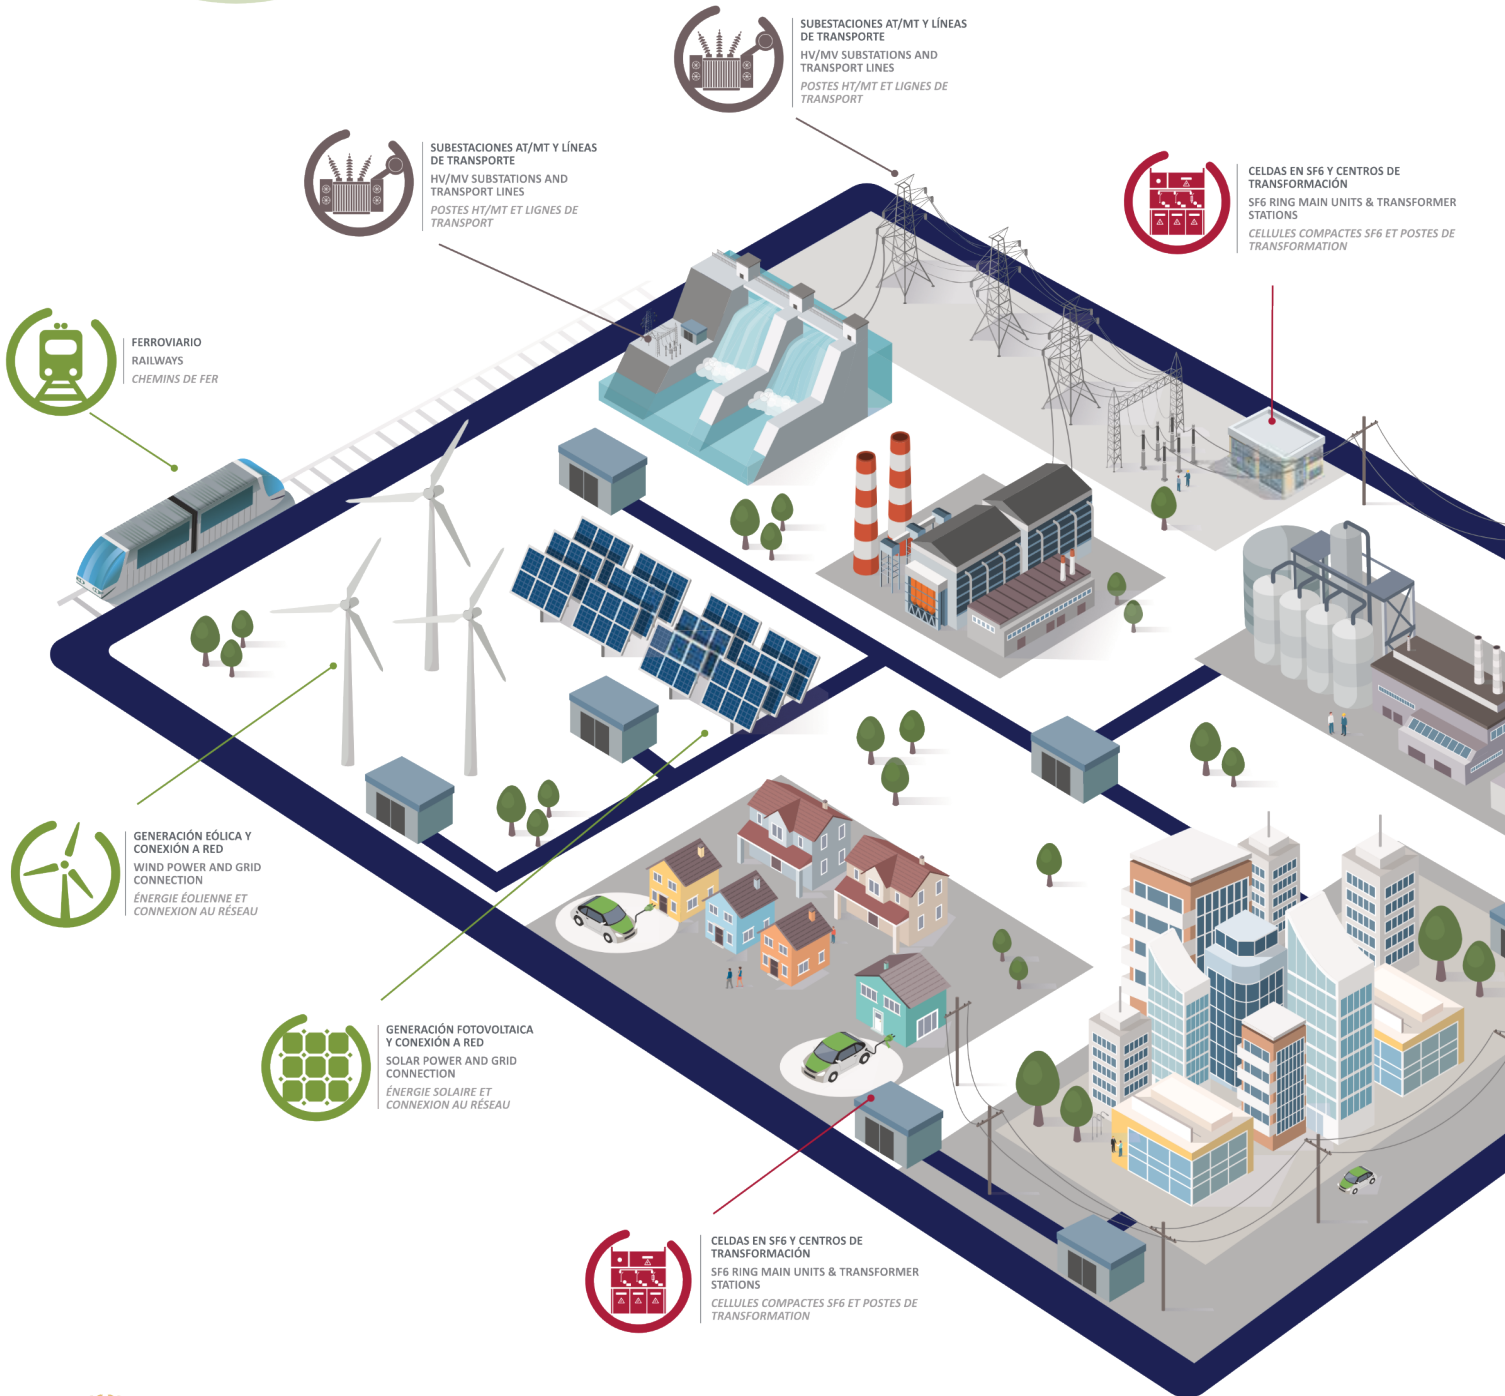 SUBESTACIONES AT/MT Y LÍNEAS
DE TRANSPORTE
HV/MV SUBSTATIONS AND
TRANSPORT LINES
POSTES HT/MT ET LIGNES DE
TRANSPORT
SUBESTACIONES AT/MT Y LÍNEAS
DE TRANSPORTE
HV/MV SUBSTATIONS AND
TRANSPORT LINES
POSTES HT/MT ET LIGNES DE
TRANSPORT
CELDAS EN SF6 Y CENTROS DE
TRANSFORMACIÓN
SF6 RING MAIN UNITS & TRANSFORMER
STATIONS
CELLULES COMPACTES SF6 ET POSTES DE
TRANSFORMATION
FERROVIARIO
RAILWAYS
CHEMINS DE FER
GENERACIÓN EÓLICA Y
CONEXIÓN A RED
WIND POWER AND GRID
CONNECTION
ÉNERGIE ÉOLIENNE ET
CONNEXION AU RÉSEAU
GENERACIÓN FOTOVOLTAICA
Y CONEXIÓN A RED
SOLAR POWER AND GRID
CONNECTION
ÉNERGIE SOLAIRE ET
CONNEXION AU RÉSEAU
CELDAS EN SF6 Y CENTROS DE
TRANSFORMACIÓN
SF6 RING MAIN UNITS & TRANSFORMER
STATIONS
CELLULES COMPACTES SF6 ET POSTES DE
TRANSFORMATION